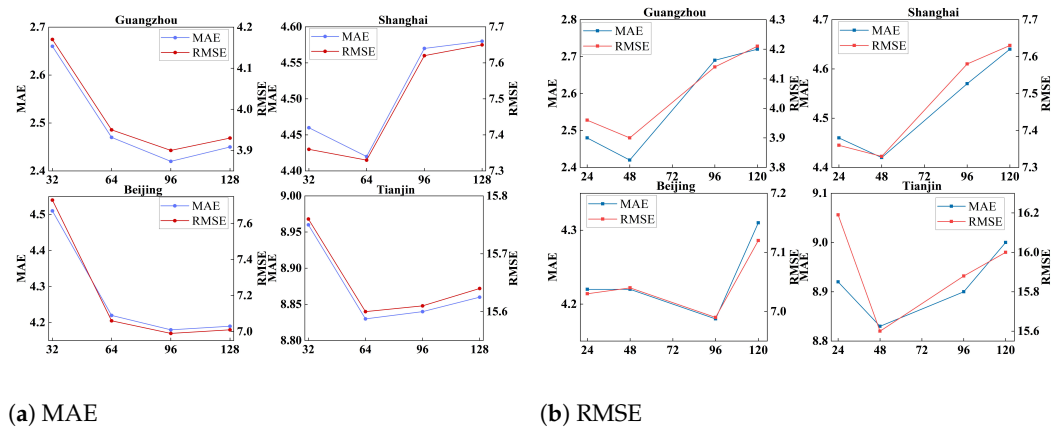 Guangzhou
2.7
2.6
2.5
2.4
MAE
4.2
4.1
4.0
3.9
RMSE
32 64 96 128
MAE
RMSE
Shanghai
4.60
4.55
4.50
4.45
4.40
MAE
7.7
7.6
7.5
7.4
7.3
RMSE
32 64 96 128
MAE
RMSE
Beijing
4.5
4.4
4.3
4.2
MAE
7.6
7.4
7.2
7.0
RMSE
32 64 96 128
MAE
RMSE
Tianjin
9.00
8.95
8.90
8.85
8.80
MAE
15.8
15.7
15.6
RMSE
32 64 96 128
MAE
RMSE
(a) MAE
Guangzhou
2.8
2.7
2.6
2.5
2.4
MAE
4.3
4.2
4.1
4.0
3.9
3.8
RMSE
24 48 72 96 120
MAE
RMSE
Shanghai
4.7
4.6
4.5
4.4
MAE
7.7
7.6
7.5
7.4
7.3
RMSE
24 48 72 96 120
MAE
RMSE
Beijing
4.3
4.2
MAE
7.2
7.1
7.0
RMSE
24 48 72 96 120
MAE
RMSE
Tianjin
9.1
9.0
8.9
8.8
MAE
16.2
16.0
15.8
15.6
RMSE
24 48 72 96 120
MAE
RMSE
(b) RMSE